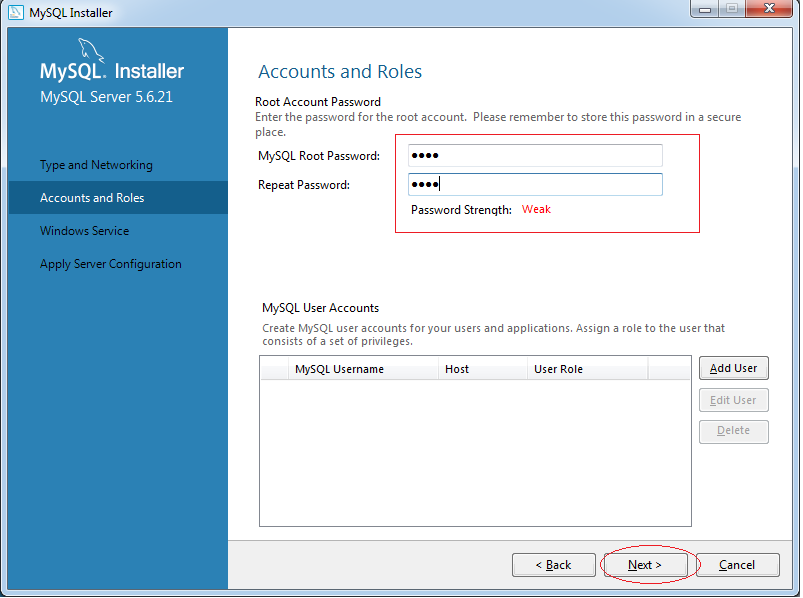 MySQL Installer
MySQL. Installer
MySQL Server 5.6.21
Type and Networking
Accounts and Roles
Windows Service
Apply Server Configuration
Accounts and Roles
Root Account Password
Enter the password for the root account. Please remember to store this password in a secure
place.
MySQL Root Password: ●●●●
Repeat Password: ●●●●
Password Strength: Weak
MySQL User Accounts
Create MySQL user accounts for your users and applications. Assign a role to the user that
consists of a set of privileges.
MySQL Username Host User Role
Add User
Edit User
Delete
< Back Next > Cancel